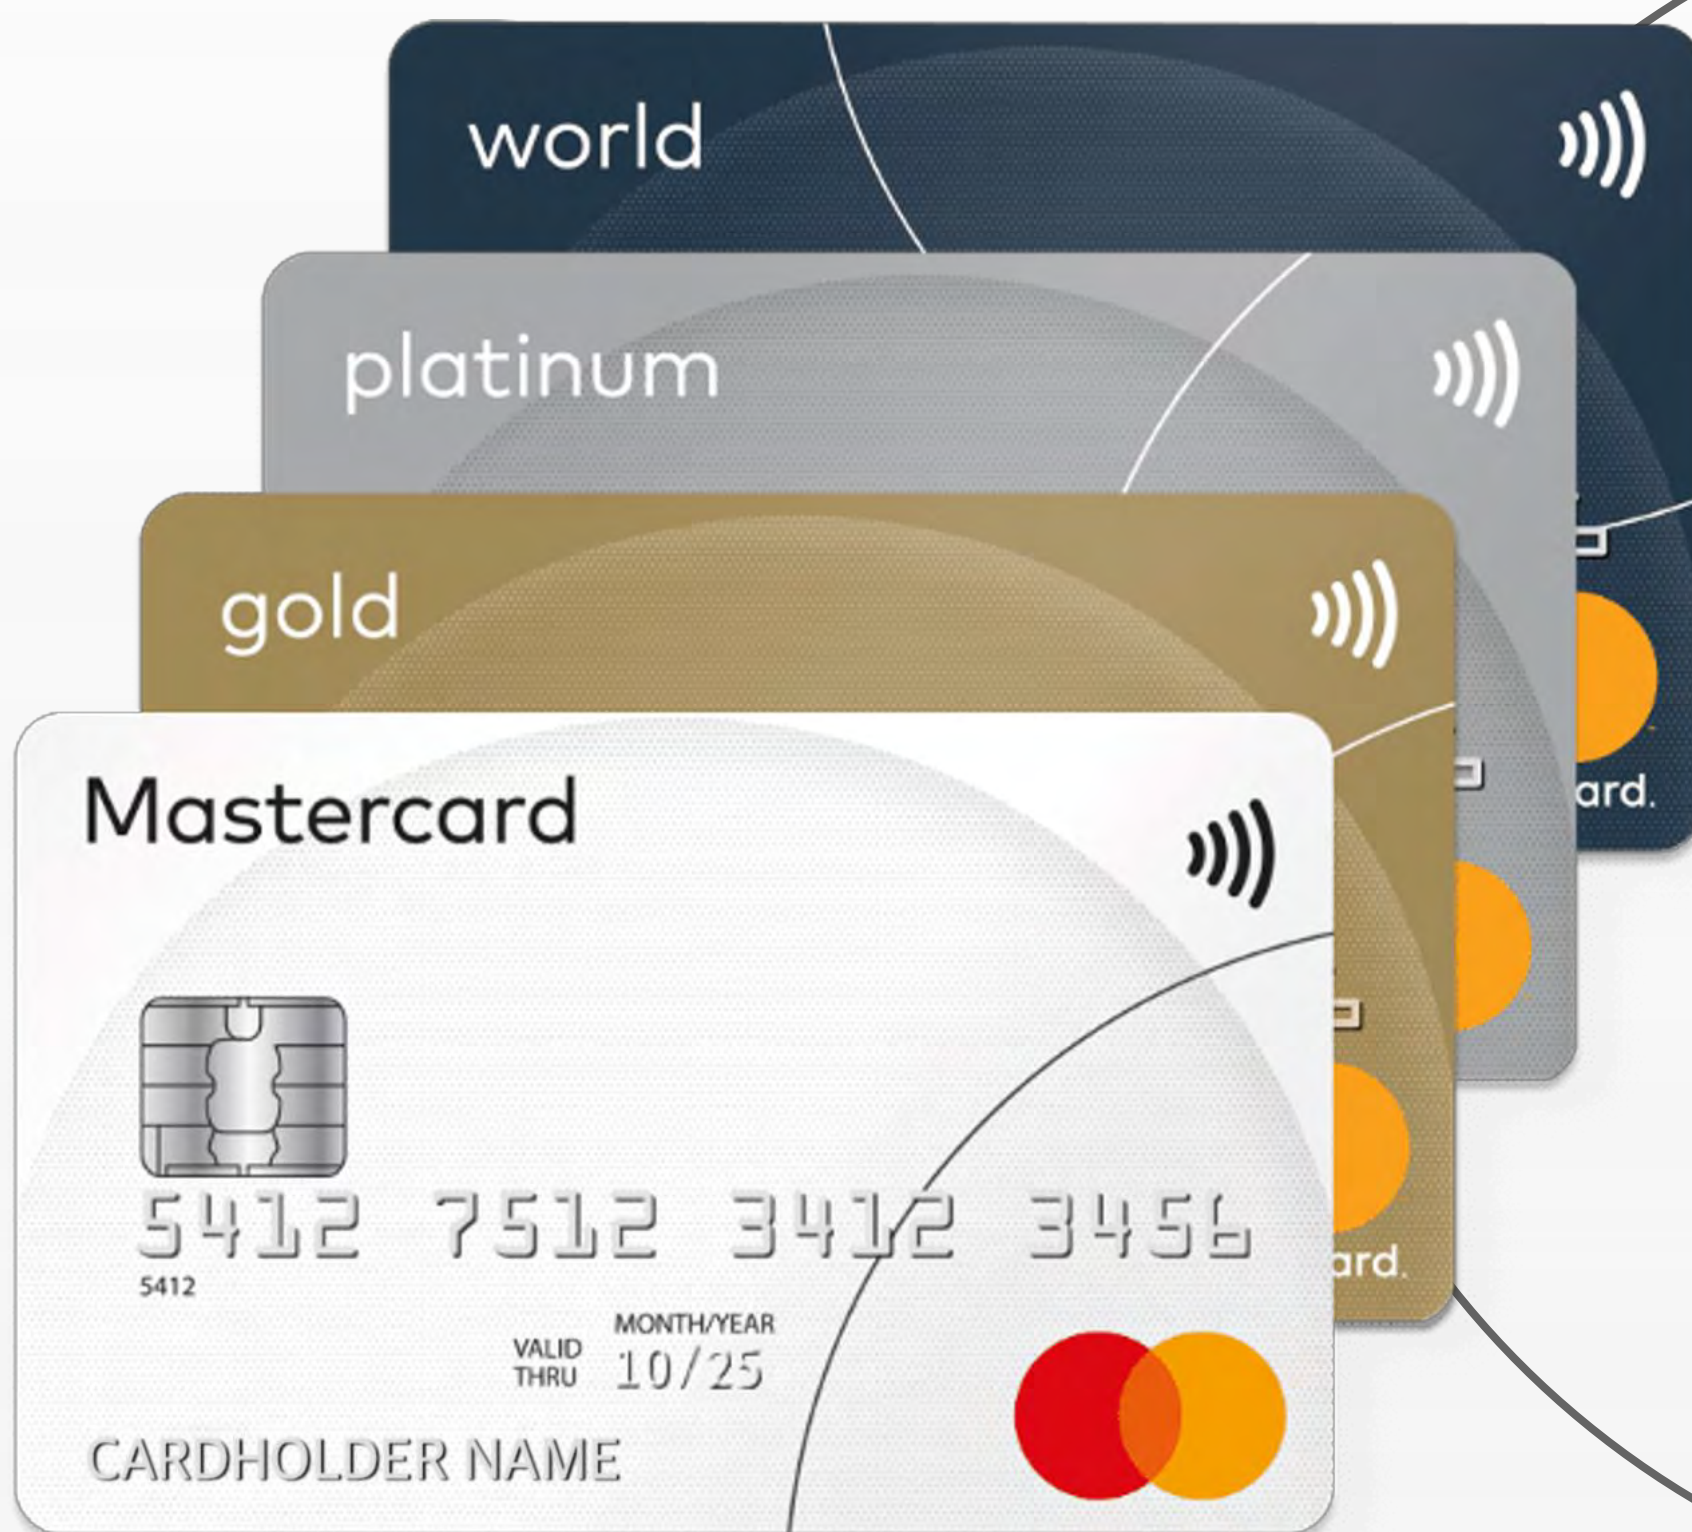 world
platinum
ard.
gold
ard.
Mastercard
5412 7512 3412 3456
5412
MONTH/YEAR
VALID THRU 10/25
CARDHOLDER NAME